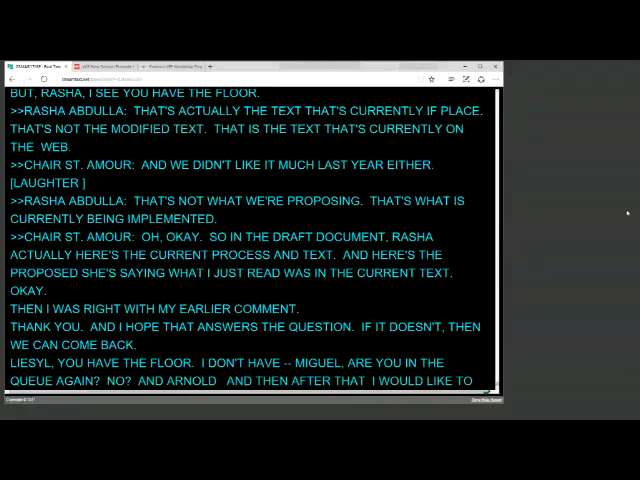 BUT, RASHA, I SEE YOU HAVE THE FLOOR.
>>RASHA ABDULLA:  THAT'S ACTUALLY THE TEXT THAT'S CURRENTLY IF PLACE.
THAT'S NOT THE MODIFIED TEXT.  THAT IS THE TEXT THAT'S CURRENTLY ON
THE  WEB.
>>CHAIR ST. AMOUR:  AND WE DIDN'T LIKE IT MUCH LAST YEAR EITHER.
[LAUGHTER ]
>>RASHA ABDULLA:  THAT'S NOT WHAT WE'RE PROPOSING.  THAT'S WHAT IS
CURRENTLY BEING IMPLEMENTED.
>>CHAIR ST. AMOUR:  OH, OKAY.  SO IN THE DRAFT DOCUMENT, RASHA
ACTUALLY HERE'S THE CURRENT PROCESS AND TEXT.  AND HERE'S THE
PROPOSED SHE'S SAYING WHAT I JUST READ WAS IN THE CURRENT TEXT.
OKAY.
THEN I WAS RIGHT WITH MY EARLIER COMMENT.
THANK YOU.  AND I HOPE THAT ANSWERS THE QUESTION.  IF IT DOESN'T, THEN
WE CAN COME BACK.
LIESYL, YOU HAVE THE FLOOR.  I DON'T HAVE -- MIGUEL, ARE YOU IN THE
QUEUE AGAIN?  NO?  AND ARNOLD   AND THEN AFTER THAT  I WOULD LIKE TO